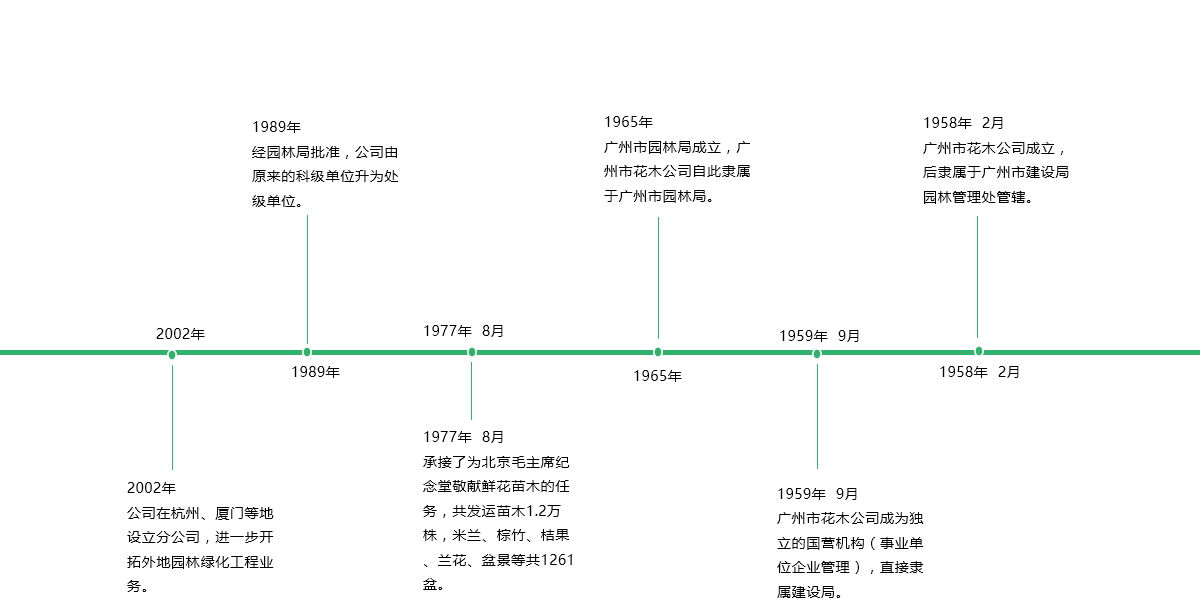 1989年
经园林局批准，公司由
原来的科级单位升为处
级单位。
1965年
广州市园林局成立，广
州市花木公司自此隶属
于广州市园林局。
1958年 2月
广州市花木公司成立，
后隶属于广州市建设局
园林管理处管辖。
2002年
1989年
1977年 8月
1965年
1959年 9月
1958年 2月
2002年
公司在杭州、厦门等地
设立分公司，进一步开
拓外地园林绿化工程业
务。
1977年 8月
承接了为北京毛主席纪
念堂敬献鲜花苗木的任
务，共发运苗木1.2万
株，米兰、棕竹、桔果
、兰花、盆景等共1261
盆。
1959年 9月
广州市花木公司成为独
立的国营机构（事业单
位企业管理），直接隶
属建设局。